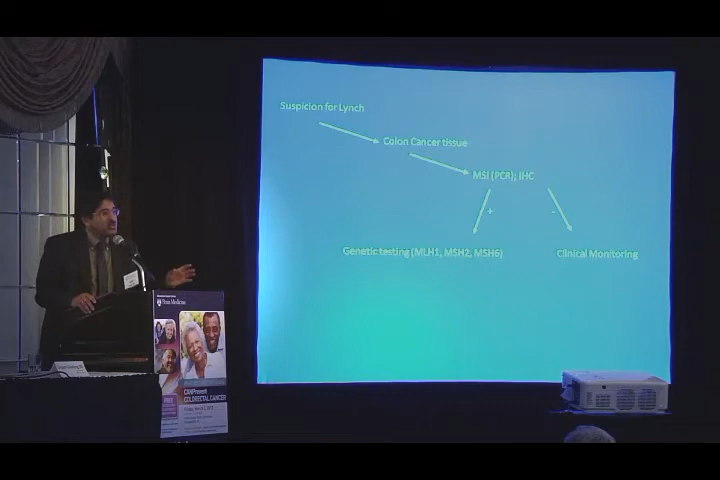 Suspicion for Lynch
Colon Cancer tissue
MSI (PCR); IHC
+
-
Genetic testing (MLH1, MSH2, MSH6)
Clinical Monitoring
Penn Medicine
CANPrevent
COLORECTAL CANCER
FREE